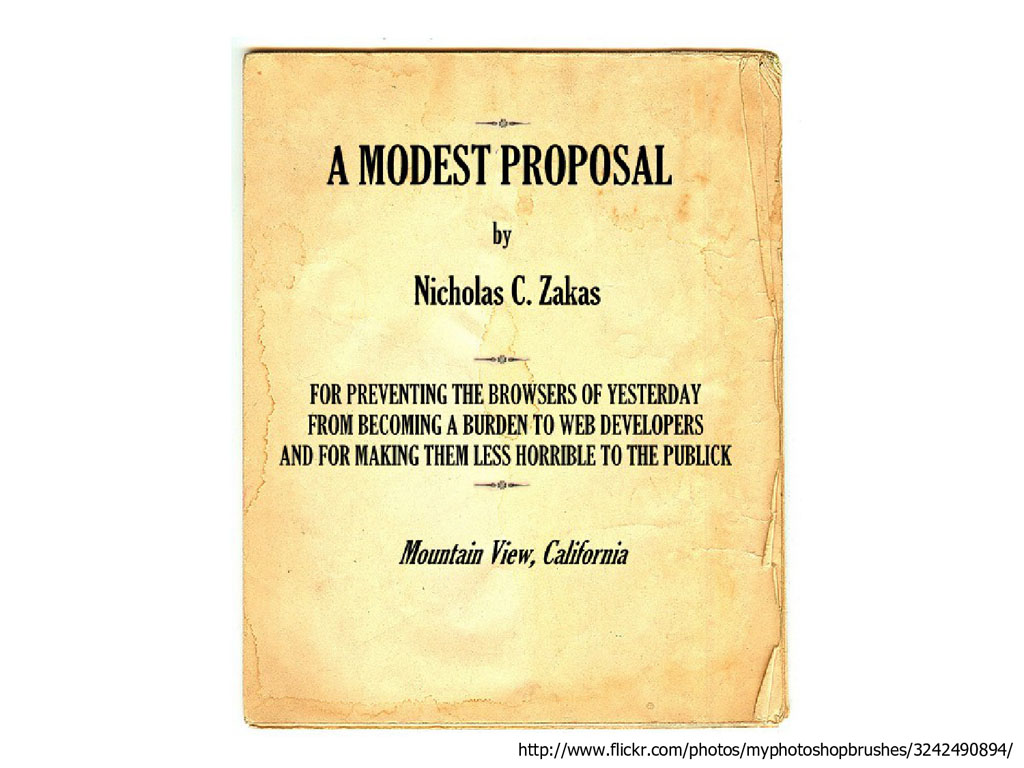 A MODEST PROPOSAL
by
Nicholas C. Zakas
FOR PREVENTING THE BROWSERS OF YESTERDAY
FROM BECOMING A BURDEN TO WEB DEVELOPERS
AND FOR MAKING THEM LESS HORRIBLE TO THE PUBLICK
Mountain View, California
http://www.flickr.com/photos/myphotoshopbrushes/3242490894/